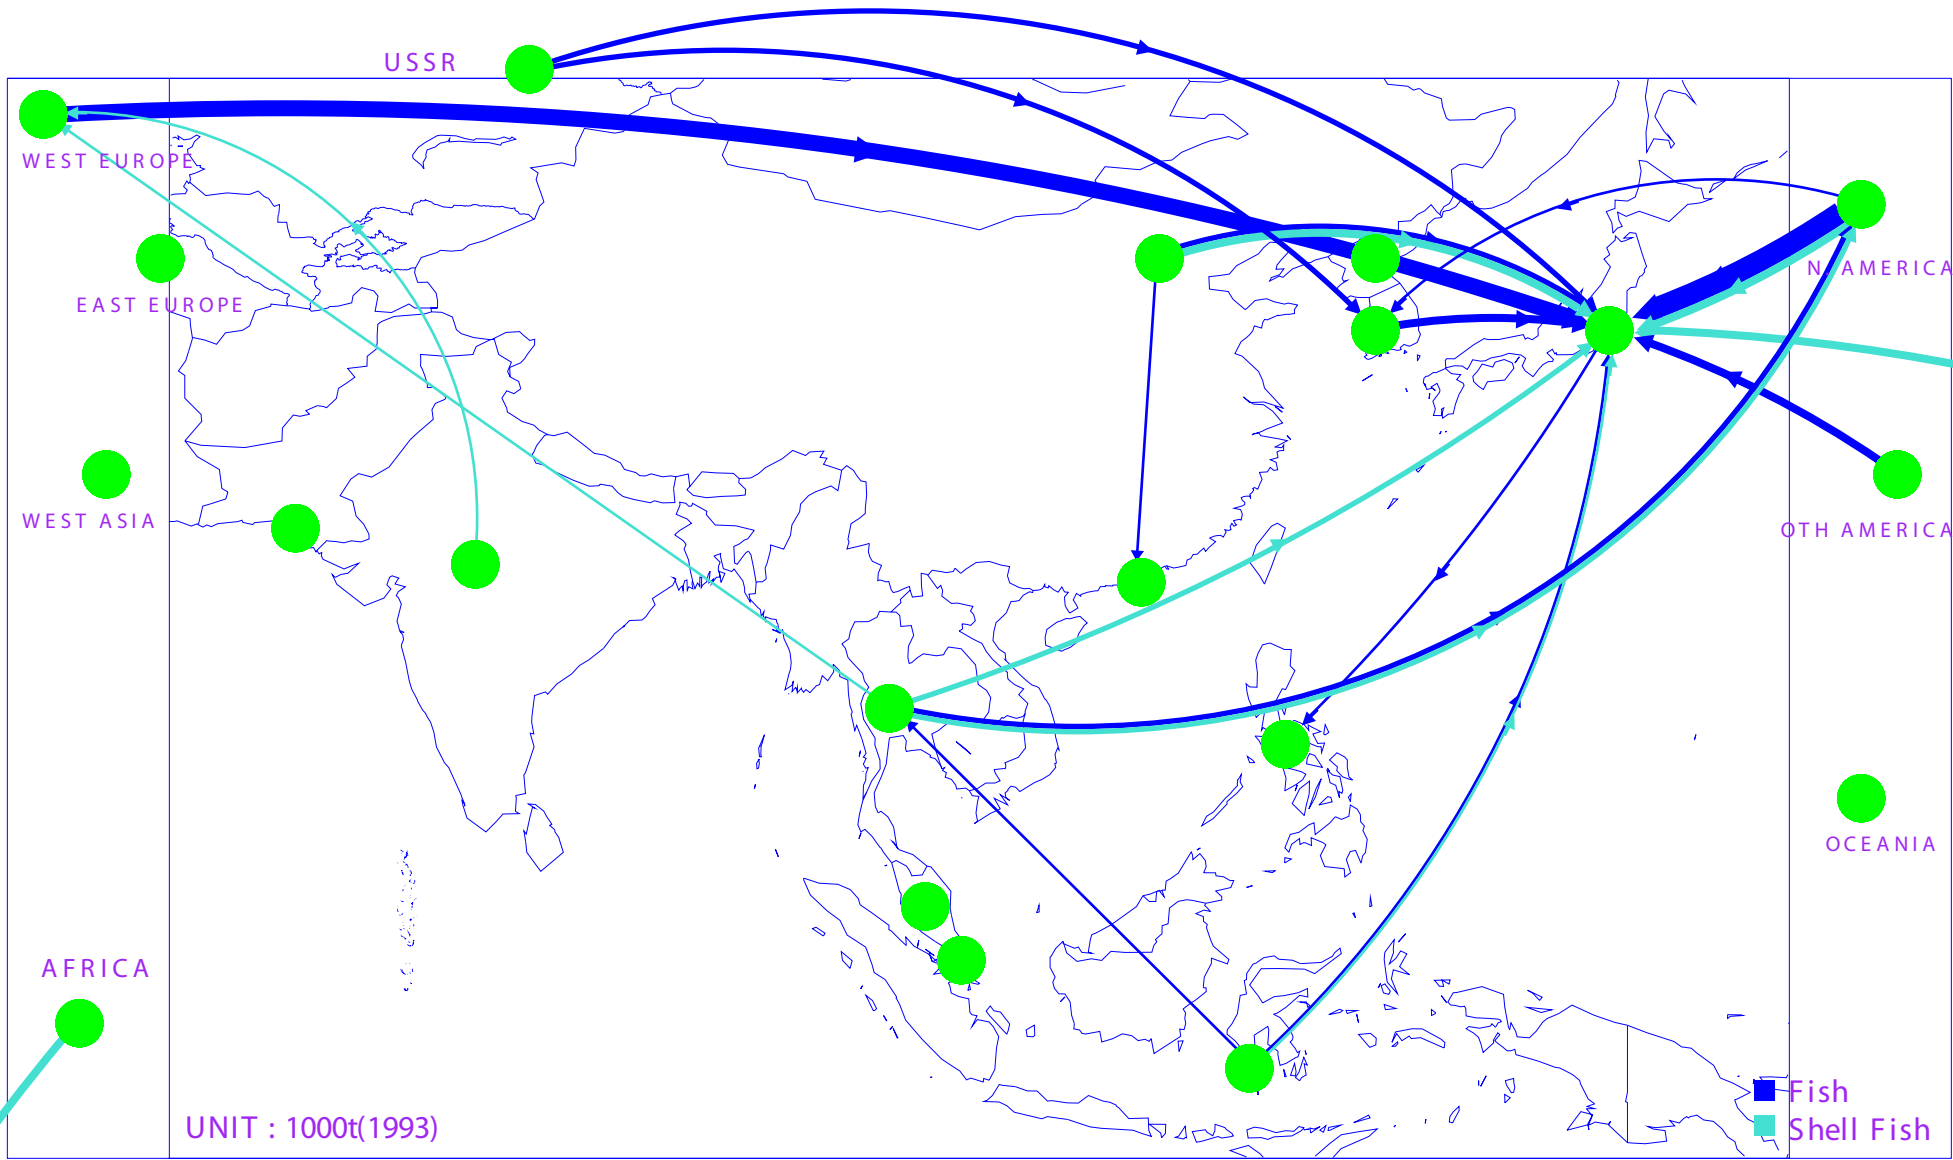 USSR
WEST EUROPE
EAST EUROPE
N. AMERICA
WEST ASIA
OTH AMERICA
OCEANIA
AFRICA
UNIT : 1000t(1993)
Fish
Shell Fish